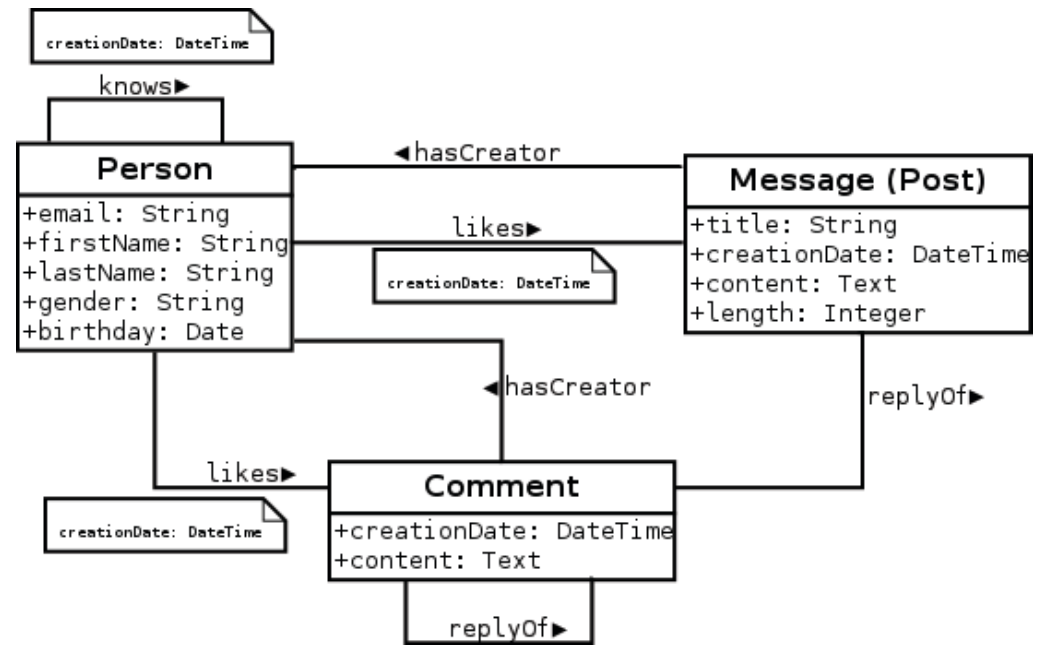 creationDate: DateTime
knows►
Person
+email: String
+firstName: String
+lastName: String
+gender: String
+birthday: Date
◄hasCreator
likes►
creationDate: DateTime
Message (Post)
+title: String
+creationDate: DateTime
+content: Text
+length: Integer
◄hasCreator
replyOf►
likes►
creationDate: DateTime
Comment
+creationDate: DateTime
+content: Text
replyOf►